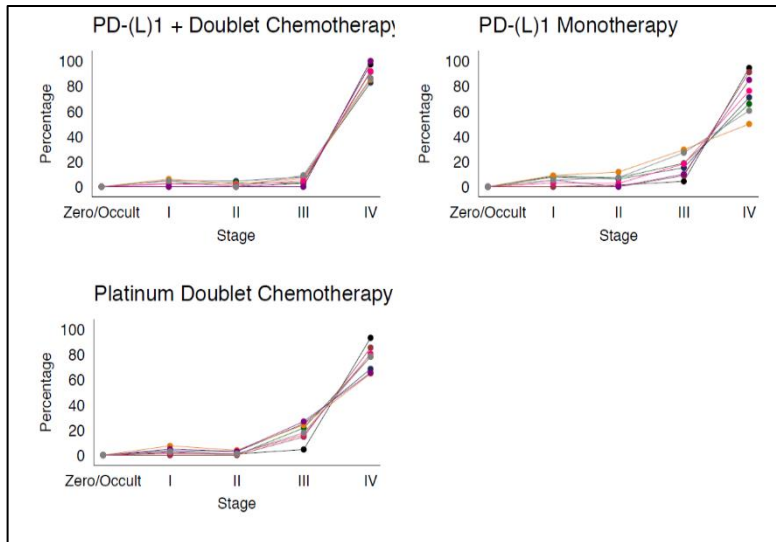 PD-(L)1 + Doublet Chemotherapy
100
80
60
40
20
0
Percentage
Zero/Occult I II III IV
Stage
PD-(L)1 Monotherapy
100
80
60
40
20
0
Percentage
Zero/Occult I II III IV
Stage
Platinum Doublet Chemotherapy
100
80
60
40
20
0
Percentage
Zero/Occult I II III IV
Stage